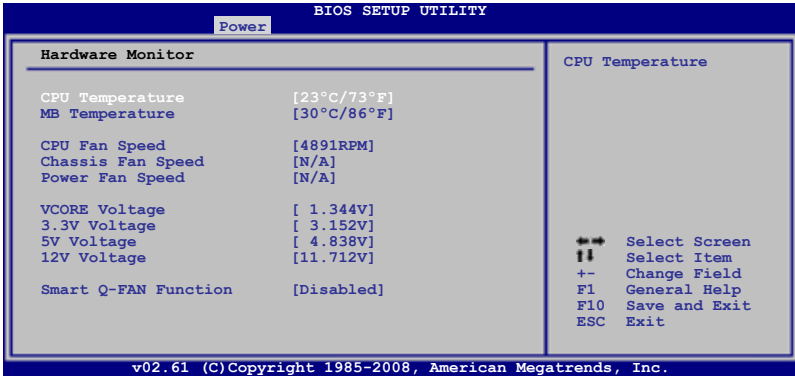 BIOS SETUP UTILITY
Power
Hardware Monitor
CPU Temperature [23°C/73°F]
MB Temperature [30°C/86°F]
CPU Fan Speed [4891RPM]
Chassis Fan Speed [N/A]
Power Fan Speed [N/A]
VCORE Voltage [ 1.344V]
3.3V Voltage [ 3.152V]
5V Voltage [ 4.838V]
12V Voltage [11.712V]
Smart Q-FAN Function [Disabled]
CPU Temperature
←→ Select Screen
↑↓ Select Item
+- Change Field
F1 General Help
F10 Save and Exit
ESC Exit
v02.61 (C)Copyright 1985-2008, American Megatrends, Inc.